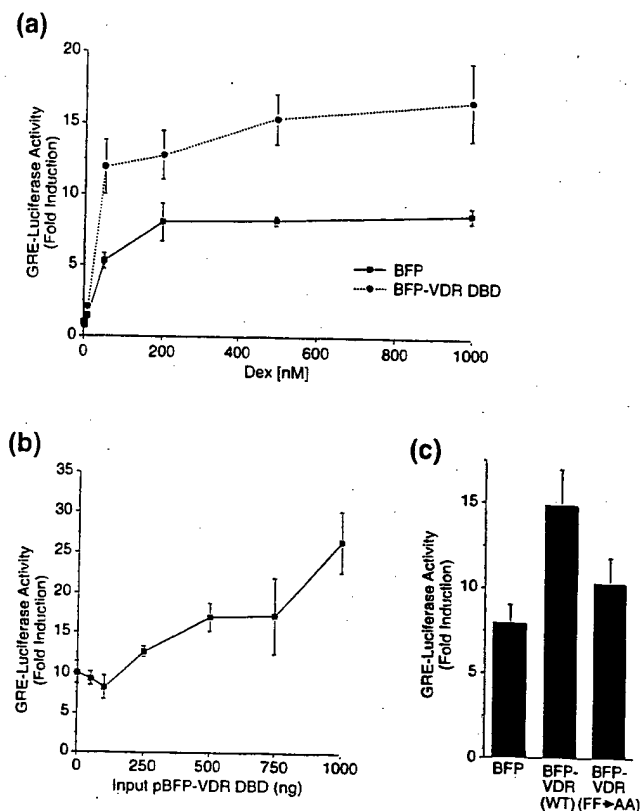 (a)
GRE-Luciferase Activity
(Fold Induction)
20
15
10
5
0
0
200
400
600
800
1000
Dex [nM]
BFP
BFP-VDR DBD
(b)
GRE-Luciferase Activity
(Fold Induction)
35
30
25
20
15
10
5
0
0
250
500
750
1000
Input pBFP-VDR DBD (ng)
(c)
GRE-Luciferase Activity
(Fold Induction)
15
10
5
0
BFP
BFP-
VDR
(WT)
BFP-
VDR
(FF➔AA)